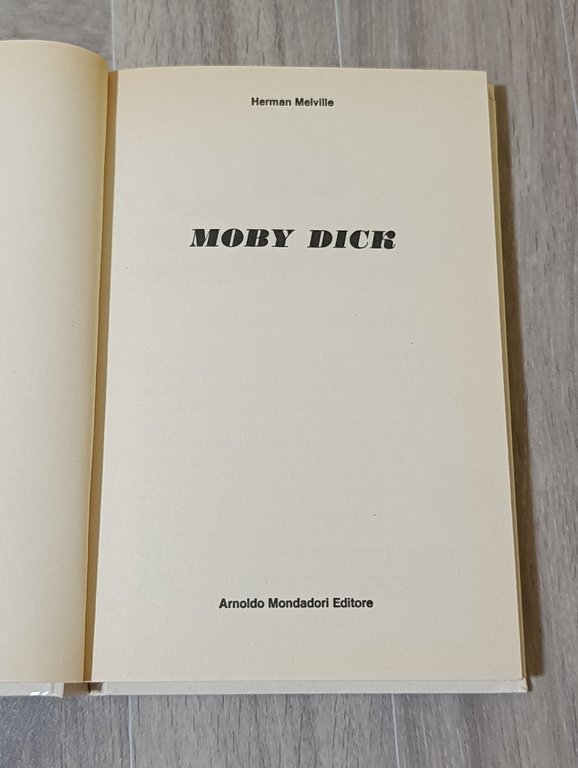 Herman Melville
MOBY DICK
Arnoldo Mondadori Editore